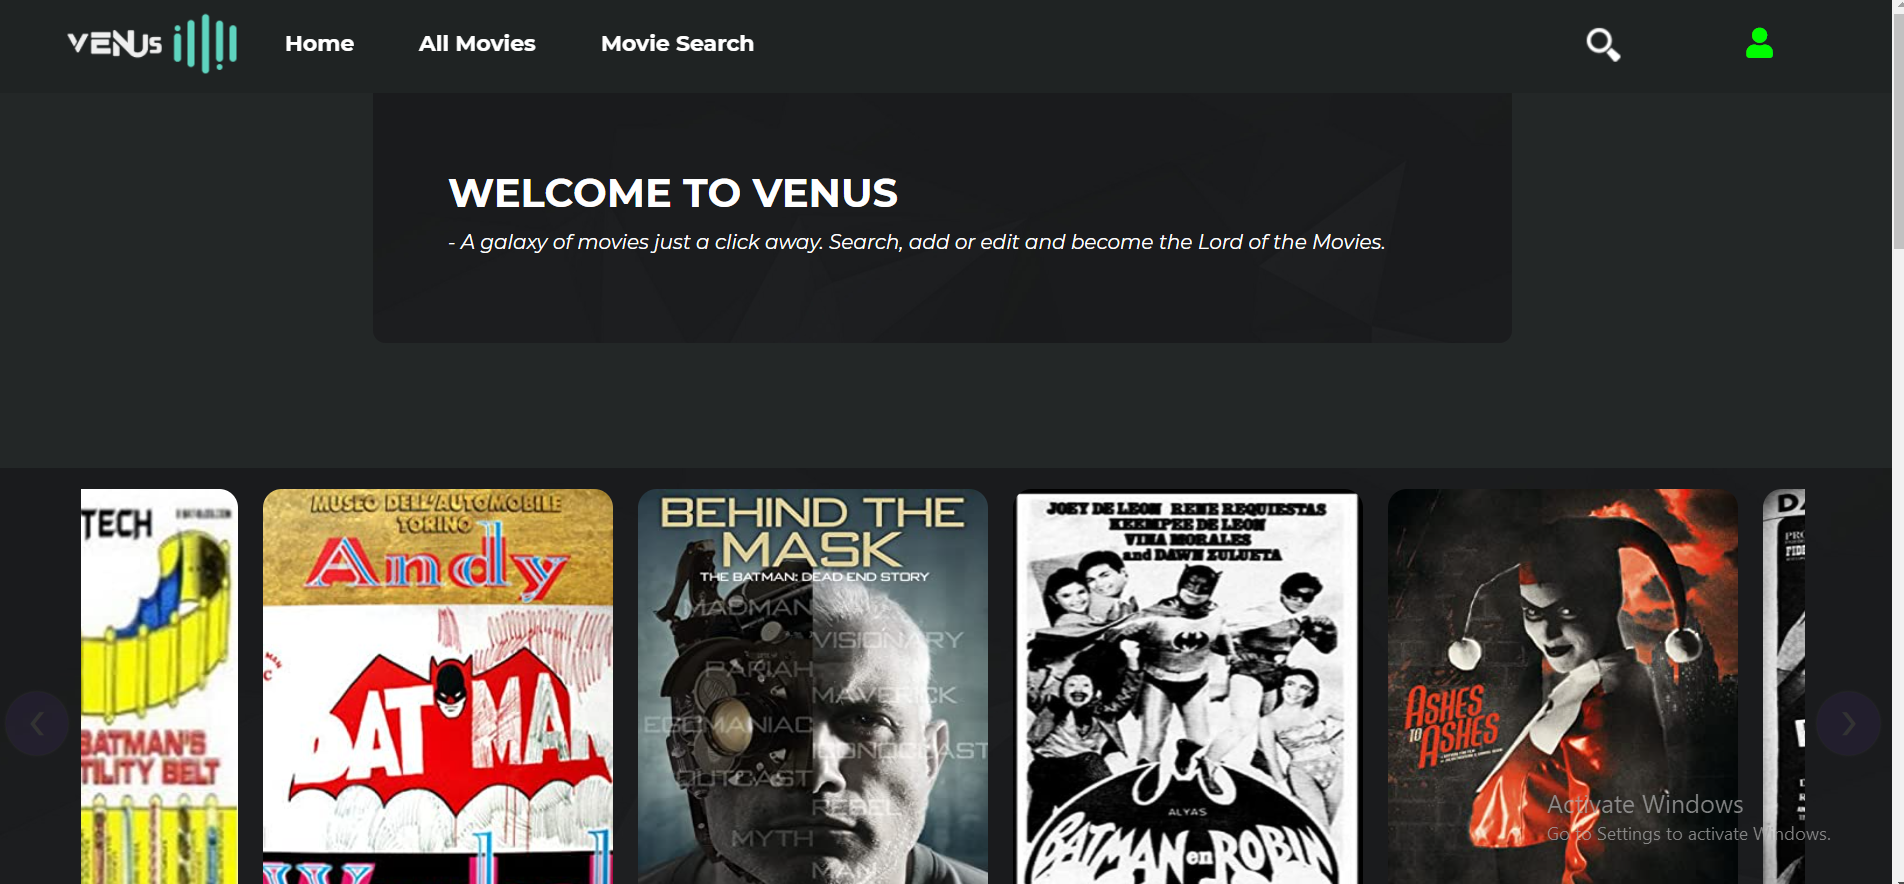 VENUs
Home
All Movies
Movie Search
WELCOME TO VENUS
- A galaxy of movies just a click away. Search, add or edit and become the Lord of the Movies.
TECH
BATMAN'S
TILITY BELT
MUSEO DELL'AUTOMOBILE
TORINO
Andy
BATMAN
BEHIND THE
MASK
THE BATMAN: DEAD END STORY
MADMAN
VISIONARY
PARIAH
MAVERICK
EGOMANIAC
ICONOCLAST
OUTCAST
REBEL
MYTH
MAN
JOEY DE LEON RENE REQUIESTAS
KEEMPEE DE LEON
VINA MORALES
and DAWN ZULUETA
ALYAS
BATMAN en ROBIN
ASHES
TO
ASHES
Activate Windows
Go to Settings to activate Windows.